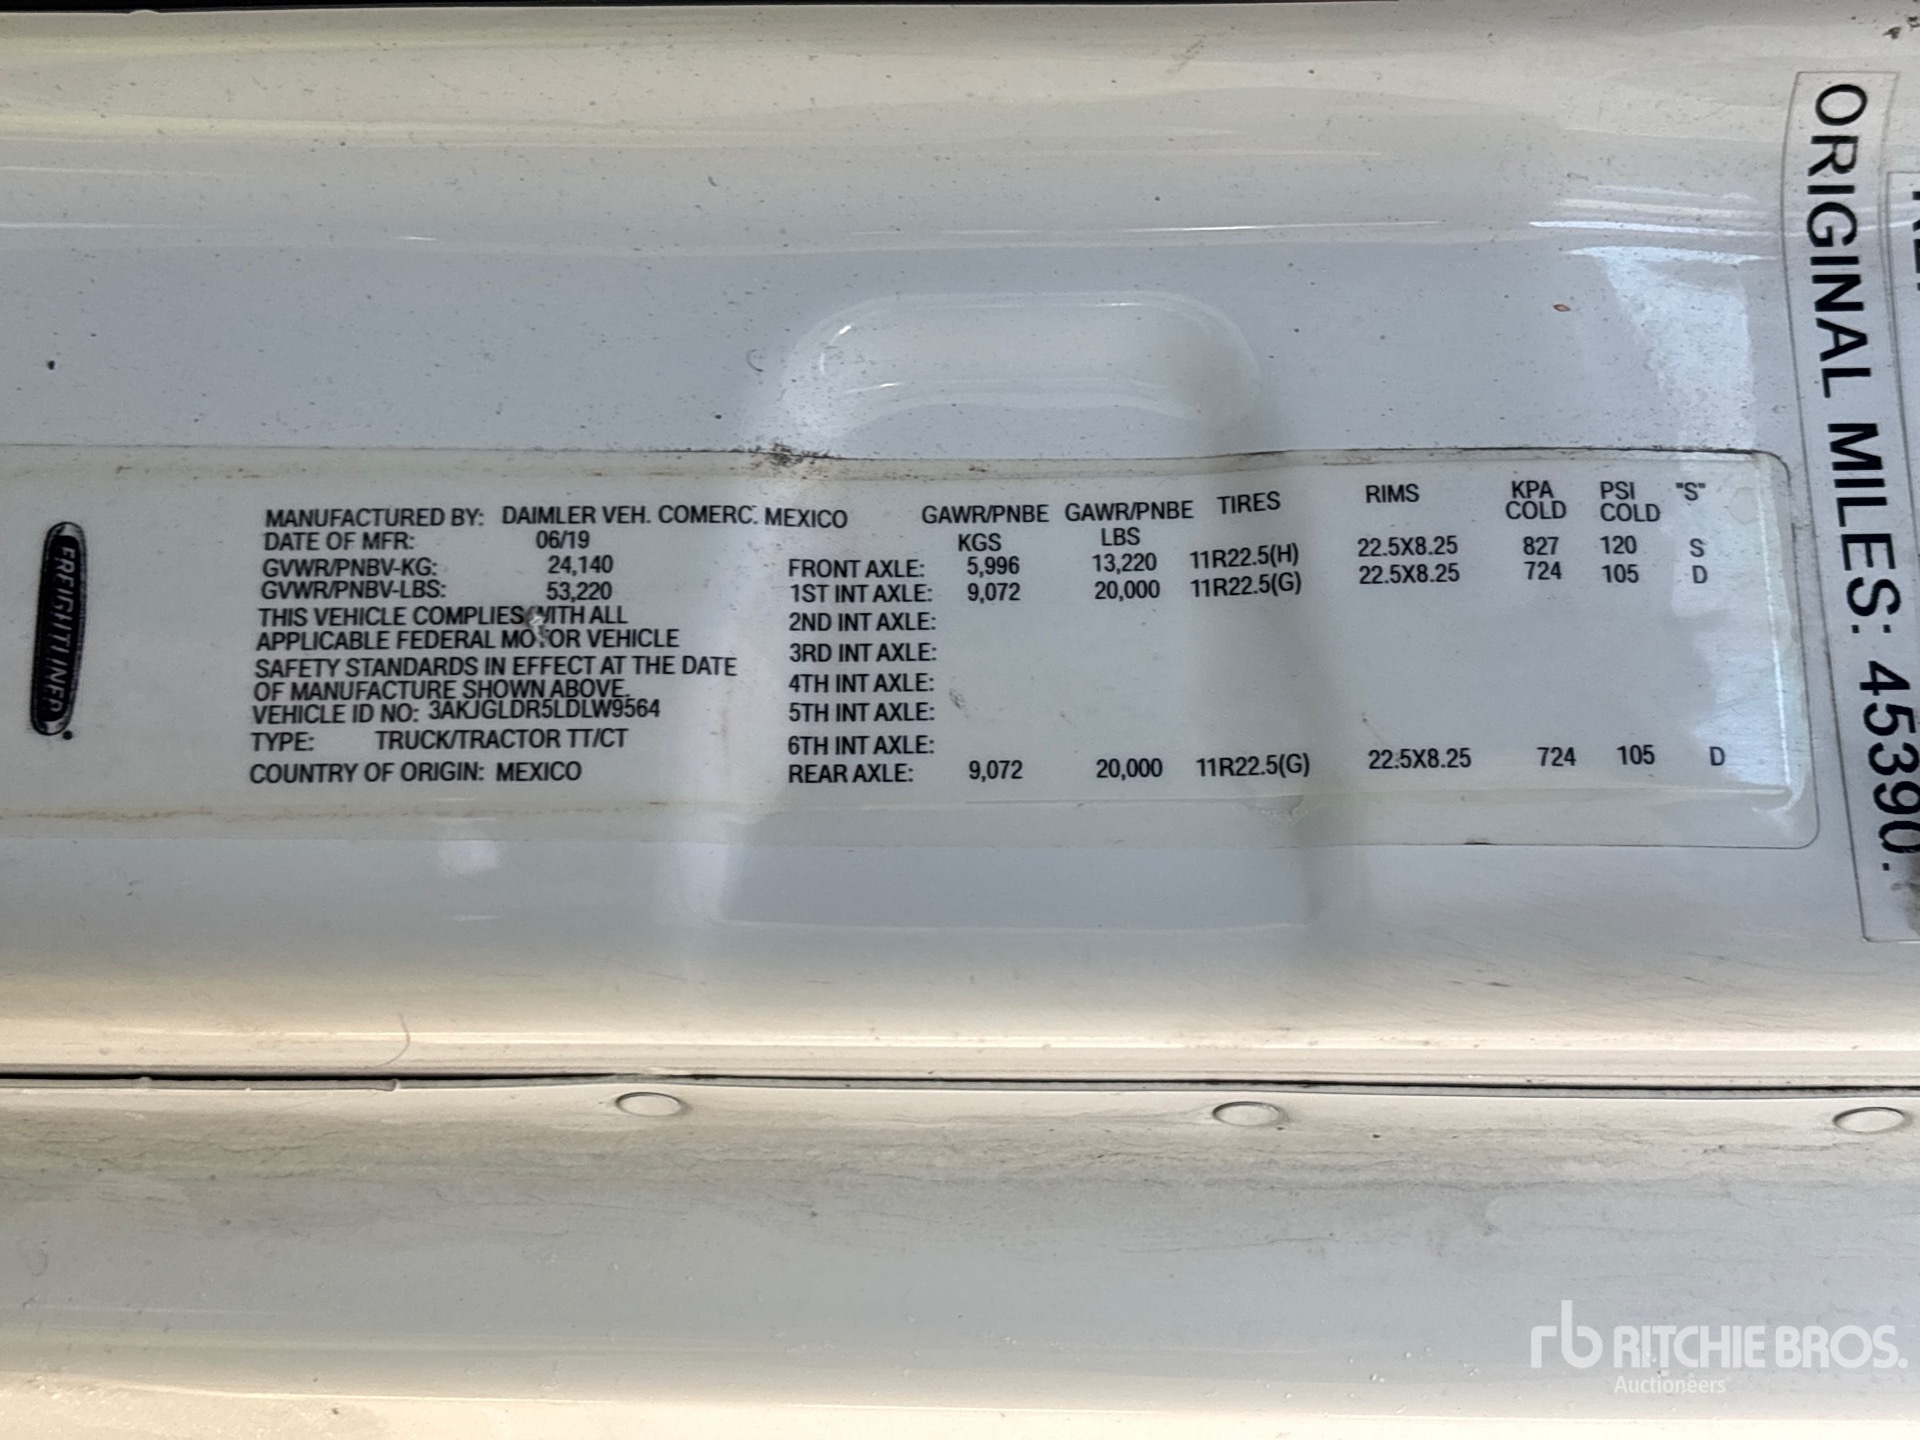 FREIGHTLINER
MANUFACTURED BY: DAIMLER VEH. COMERC. MEXICO
DATE OF MFR: 06/19
GVWR/PNBV-KG: 24,140
GVWR/PNBV-LBS: 53,220
THIS VEHICLE COMPLIES WITH ALL
APPLICABLE FEDERAL MOTOR VEHICLE
SAFETY STANDARDS IN EFFECT AT THE DATE
OF MANUFACTURE SHOWN ABOVE.
VEHICLE ID NO: 3AKJGLDR5LDLW9564
TYPE: TRUCK/TRACTOR TT/CT
COUNTRY OF ORIGIN: MEXICO
GAWR/PNBE GAWR/PNBE TIRES RIMS KPA PSI "S"
KGS LBS COLD COLD
FRONT AXLE: 5,996 13,220 11R22.5(H) 22.5X8.25 827 120 S
1ST INT AXLE: 9,072 20,000 11R22.5(G) 22.5X8.25 724 105 D
2ND INT AXLE:
3RD INT AXLE:
4TH INT AXLE:
5TH INT AXLE:
6TH INT AXLE:
REAR AXLE: 9,072 20,000 11R22.5(G) 22.5X8.25 724 105 D
ORIGINAL MILES: 45390.
rb RITCHIE BROS.
Auctioneers